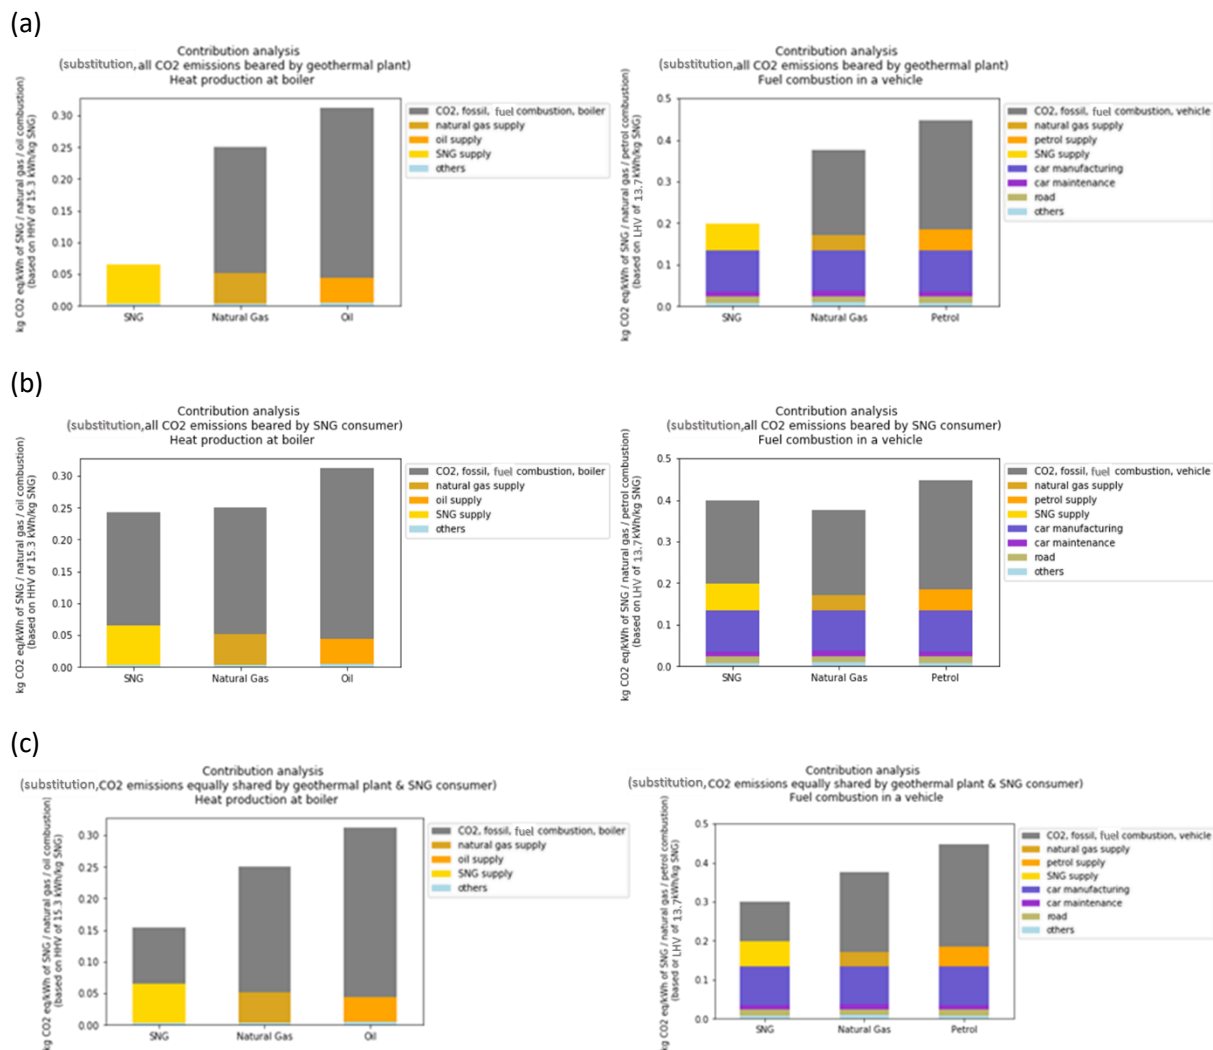 (a)
Contribution analysis
(substitution,all CO2 emissions beared by geothermal plant)
Heat production at boiler
kg CO2 eq/kWh of SNG / natural gas / oil combustion)
(based on HHV of 15.3 kWh/kg SNG)
0.30
0.25
0.20
0.15
0.10
0.05
0.00
SNG
Natural Gas
Oil
CO2, fossil, fuel combustion, boiler
natural gas supply
oil supply
SNG supply
others
Contribution analysis
(substitution,all CO2 emissions beared by geothermal plant)
Fuel combustion in a vehicle
kg CO2 eq/kWh of SNG / natural gas / petrol combustion)
(based on LHV of 13.7kWh/kg SNG)
0.5
0.4
0.3
0.2
0.1
0.0
SNG
Natural Gas
Petrol
CO2, fossil, fuel combustion, vehicle
natural gas supply
petrol supply
SNG supply
car manufacturing
car maintenance
road
others
(b)
Contribution analysis
(substitution,all CO2 emissions beared by SNG consumer)
Heat production at boiler
kg CO2 eq/kWh of SNG / natural gas / oil combustion)
(based on HHV of 15.3 kWh/kg SNG)
0.30
0.25
0.20
0.15
0.10
0.05
0.00
SNG
Natural Gas
Oil
CO2, fossil, fuel combustion, boiler
natural gas supply
oil supply
SNG supply
others
Contribution analysis
(substitution,all CO2 emissions beared by SNG consumer)
Fuel combustion in a vehicle
kg CO2 eq/kWh of SNG / natural gas / petrol combustion)
(based on LHV of 13.7kWh/kg SNG)
0.5
0.4
0.3
0.2
0.1
0.0
SNG
Natural Gas
Petrol
CO2, fossil, fuel combustion, vehicle
natural gas supply
petrol supply
SNG supply
car manufacturing
car maintenance
road
others
(c)
Contribution analysis
(substitution,CO2 emissions equally shared by geothermal plant & SNG consumer)
Heat production at boiler
kg CO2 eq/kWh of SNG / natural gas / oil combustion)
(based on HHV of 15.3 kWh/kg SNG)
0.30
0.25
0.20
0.15
0.10
0.05
0.00
SNG
Natural Gas
Oil
CO2, fossil, fuel combustion, boiler
natural gas supply
oil supply
SNG supply
others
Contribution analysis
(substitution,CO2 emissions equally shared by geothermal plant & SNG consumer)
Fuel combustion in a vehicle
kg CO2 eq/kWh of SNG / natural gas / petrol combustion)
(based or LHV of 13.7kWh/kg SNG)
0.5
0.4
0.3
0.2
0.1
0.0
SNG
Natural Gas
Petrol
CO2, fossil, fuel combustion, vehicle
natural gas supply
petrol supply
SNG supply
car manufacturing
car maintenance
road
others